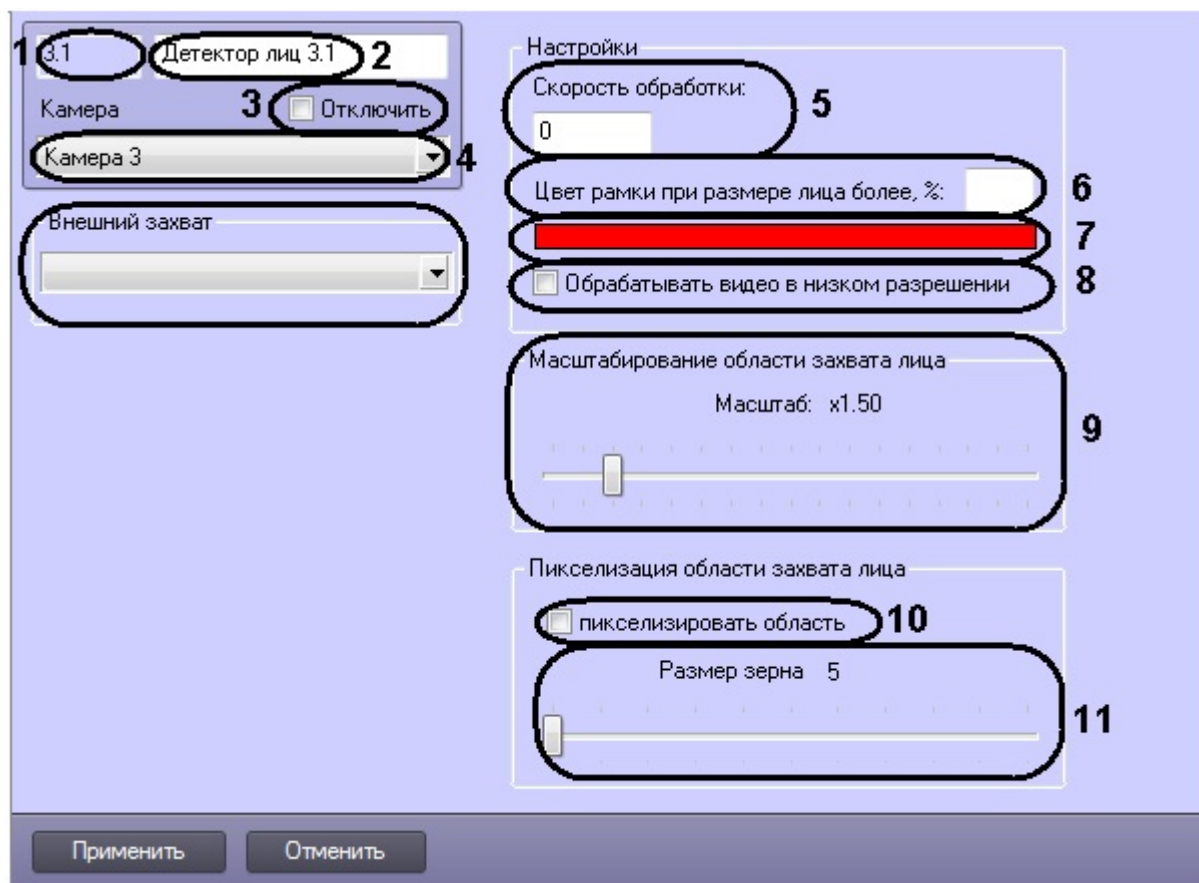 1 3.1 Детектор лиц 3.1 2
Камера 3 Отключить
Камера 3 4
Внешний захват
Настройки
Скорость обработки: 5
0
Цвет рамки при размере лица более, %: 6
7
Обрабатывать видео в низком разрешении 8
Масштабирование области захвата лица
Масштаб: x1.50
9
Пикселизация области захвата лица
пикселизировать область 10
Размер зерна 5
11
Применить Отменить